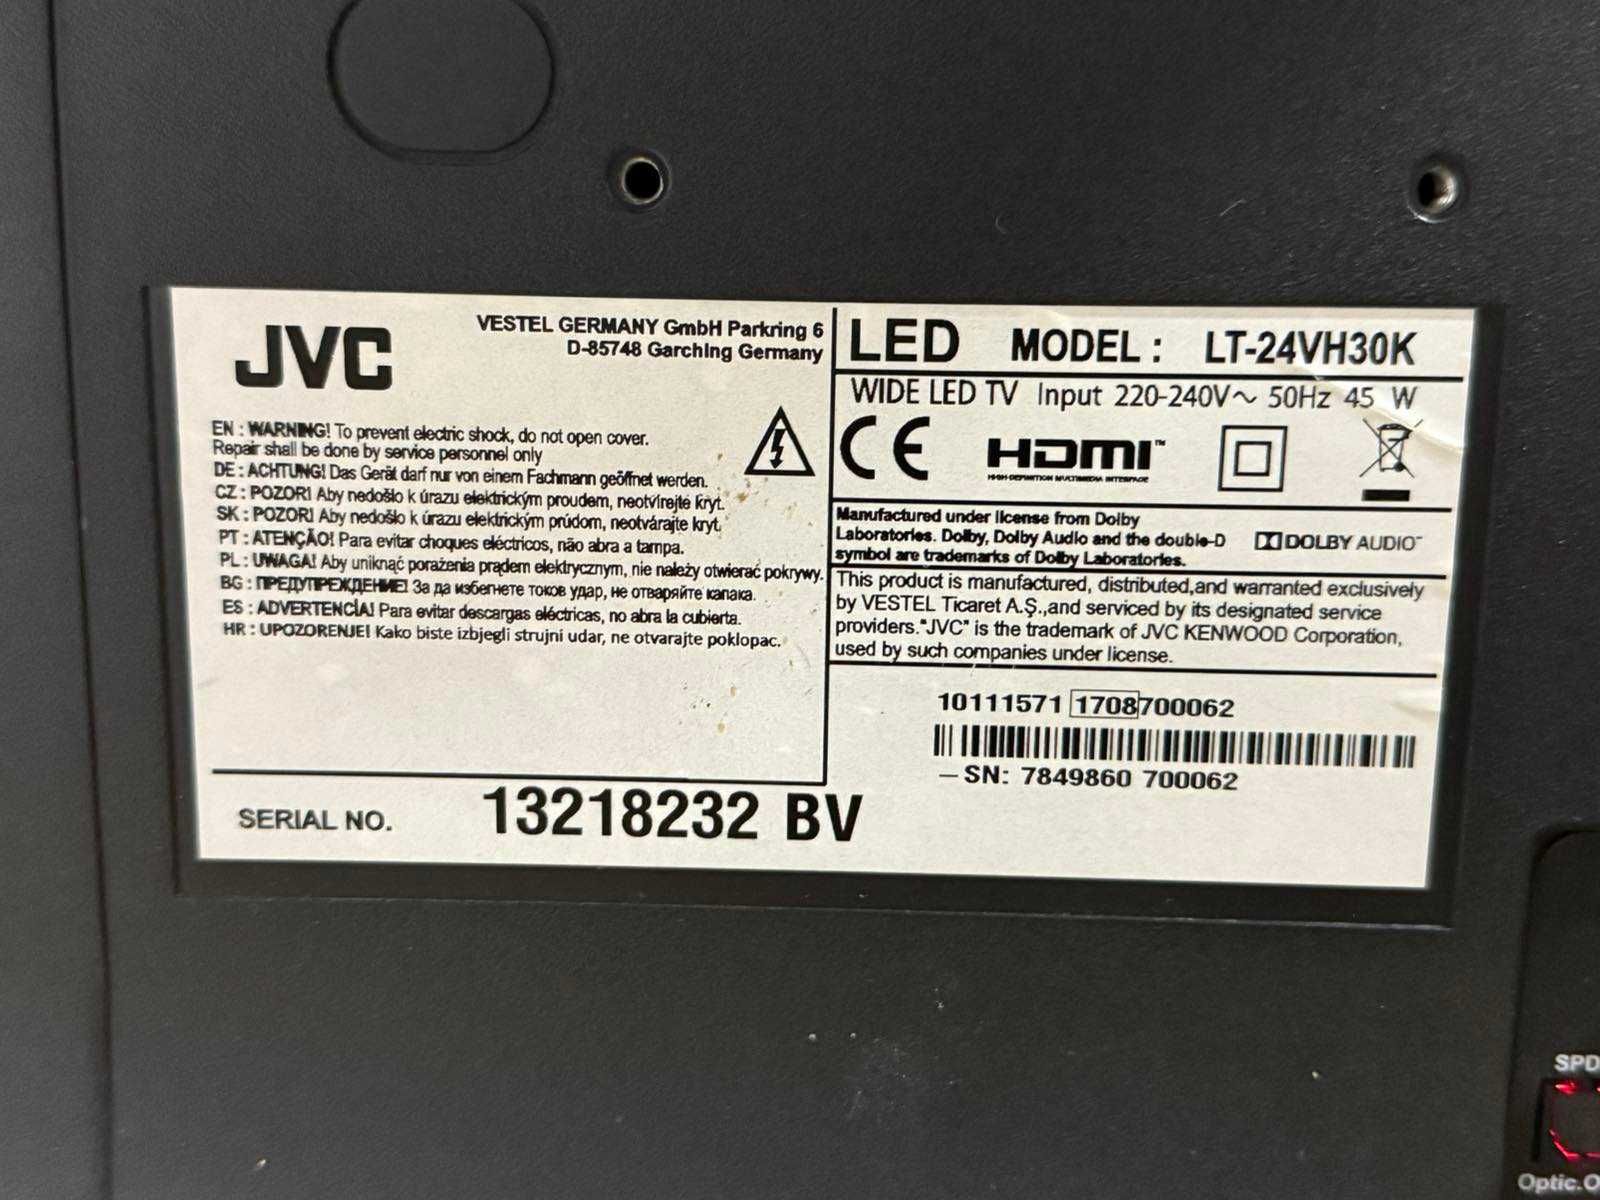 JVC
VESTEL GERMANY GmbH Parkring 6
D-85748 Garching Germany
EN : WARNING! To prevent electric shock, do not open cover.
Repair shall be done by service personnel only
DE : ACHTUNG! Das Gerät darf nur von einem Fachmann geöffnet werden.
CZ : POZOR! Aby nedošlo k úrazu elektrickým proudem, neotvírejte kryt.
SK : POZOR! Aby nedošlo k úrazu elektrickým prúdom, neotvárajte kryt.
PT : ATENÇÃO! Para evitar choques eléctricos, não abra a tampa.
PL : UWAGA! Aby uniknąć porażenia prądem elektrycznym, nie należy otwierać pokrywy.
BG : ПРЕДУПРЕЖДЕНИЕ! За да избегнете токов удар, не отваряйте капака.
ES : ADVERTENCÍA! Para evitar descargas eléctricas, no abra la cubierta.
HR : UPOZORENJE! Kako biste izbjegli strujni udar, ne otvarajte poklopac.
SERIAL NO. 13218232 BV
LED MODEL : LT-24VH30K
WIDE LED TV Input 220-240V~ 50Hz 45 W
CE HDMI™
HIGH-DEFINITION MULTIMEDIA INTERFACE
Manufactured under license from Dolby
Laboratories. Dolby, Dolby Audio and the double-D
symbol are trademarks of Dolby Laboratories.
DOLBY AUDIO™
This product is manufactured, distributed,and warranted exclusively
by VESTEL Ticaret A.Ş.,and serviced by its designated service
providers."JVC" is the trademark of JVC KENWOOD Corporation,
used by such companies under license.
10111571 1708700062
—SN: 7849860 700062
SPD
Optic.O